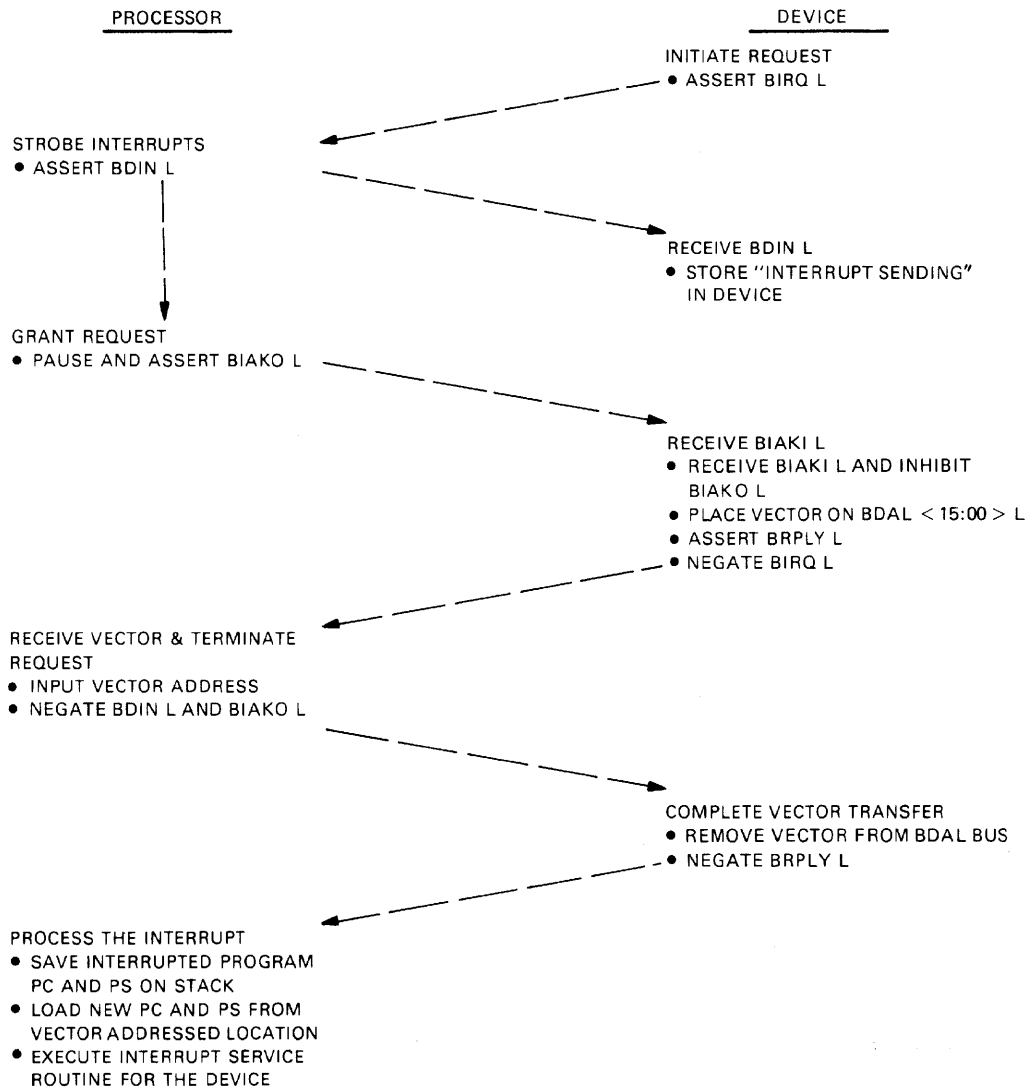 PROCESSOR
DEVICE
INITIATE REQUEST
• ASSERT BIRQ L
STROBE INTERRUPTS
• ASSERT BDIN L
RECEIVE BDIN L
• STORE "INTERRUPT SENDING"
IN DEVICE
GRANT REQUEST
• PAUSE AND ASSERT BIAKO L
RECEIVE BIAKI L
• RECEIVE BIAKI L AND INHIBIT
BIAKO L
• PLACE VECTOR ON BDAL < 15:00 > L
• ASSERT BRPLY L
• NEGATE BIRQ L
RECEIVE VECTOR & TERMINATE
REQUEST
• INPUT VECTOR ADDRESS
• NEGATE BDIN L AND BIAKO L
COMPLETE VECTOR TRANSFER
• REMOVE VECTOR FROM BDAL BUS
• NEGATE BRPLY L
PROCESS THE INTERRUPT
• SAVE INTERRUPTED PROGRAM
PC AND PS ON STACK
• LOAD NEW PC AND PS FROM
VECTOR ADDRESSED LOCATION
• EXECUTE INTERRUPT SERVICE
ROUTINE FOR THE DEVICE